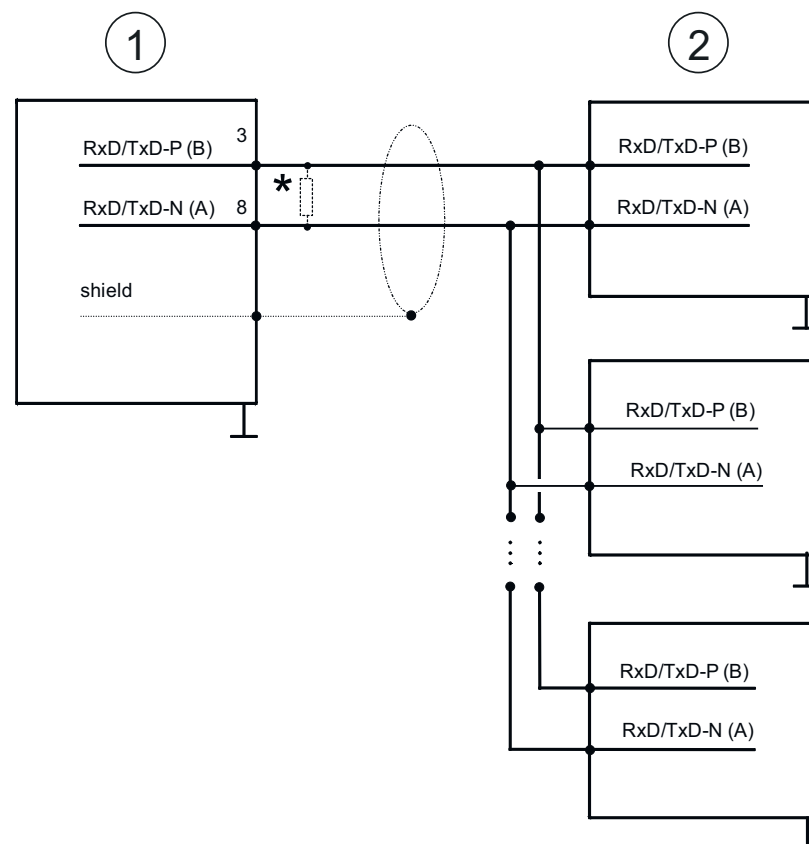 1
2
RxD/TxD-P (B) 3
RxD/TxD-N (A) 8
shield
*
RxD/TxD-P (B)
RxD/TxD-N (A)
RxD/TxD-P (B)
RxD/TxD-N (A)
RxD/TxD-P (B)
RxD/TxD-N (A)